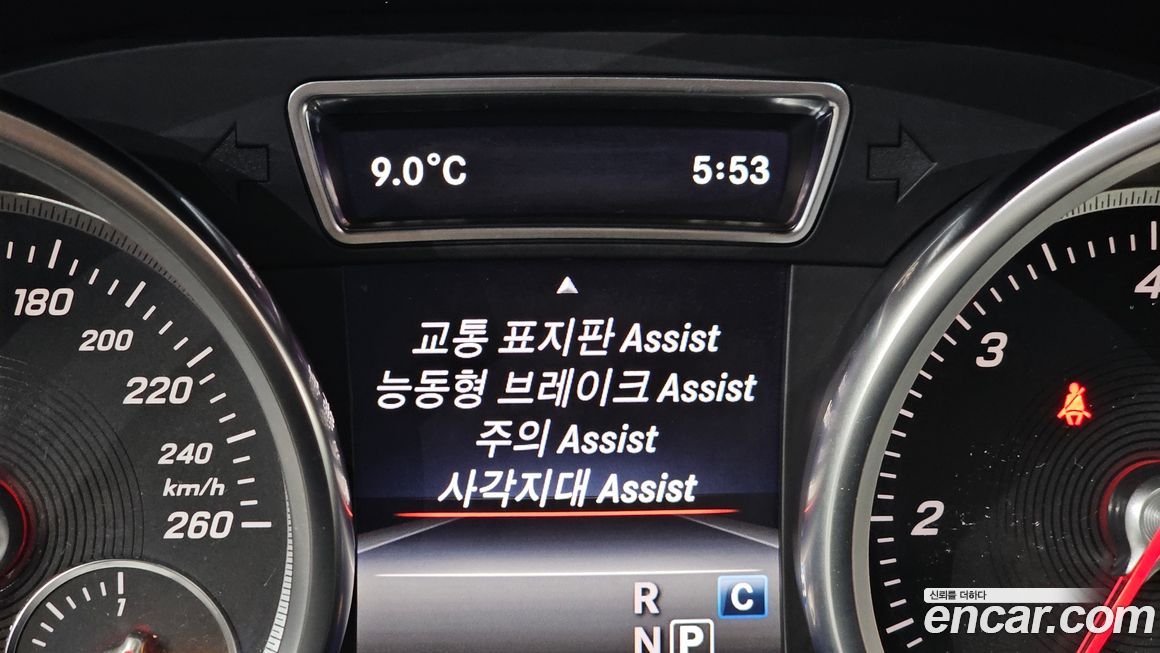 9.0°C 5:53
교통 표지판 Assist
능동형 브레이크 Assist
주의 Assist
사각지대 Assist
180
200
220
240
km/h
260
1
4
3
2
R C
N P
신뢰를 더하다
encar.com